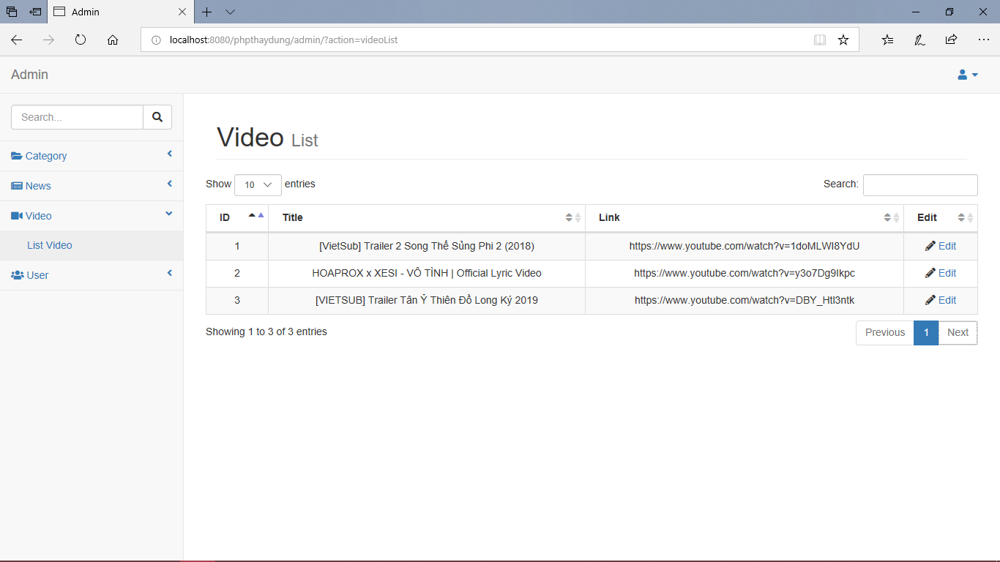 Admin
localhost:8080/phpthaydung/admin/?action=videoList
Admin
Search...
Category
News
Video
List Video
User
Video List
Show 10 entries
Search:
ID Title Link Edit
1 [VietSub] Trailer 2 Song Thế Sủng Phi 2 (2018) https://www.youtube.com/watch?v=1doMLWI8YdU Edit
2 HOAPROX x XESI - VÔ TÌNH | Official Lyric Video https://www.youtube.com/watch?v=y3o7Dg9Ikpc Edit
3 [VIETSUB] Trailer Tân Ỷ Thiên Đồ Long Ký 2019 https://www.youtube.com/watch?v=DBY_HtI3ntk Edit
Showing 1 to 3 of 3 entries
Previous 1 Next